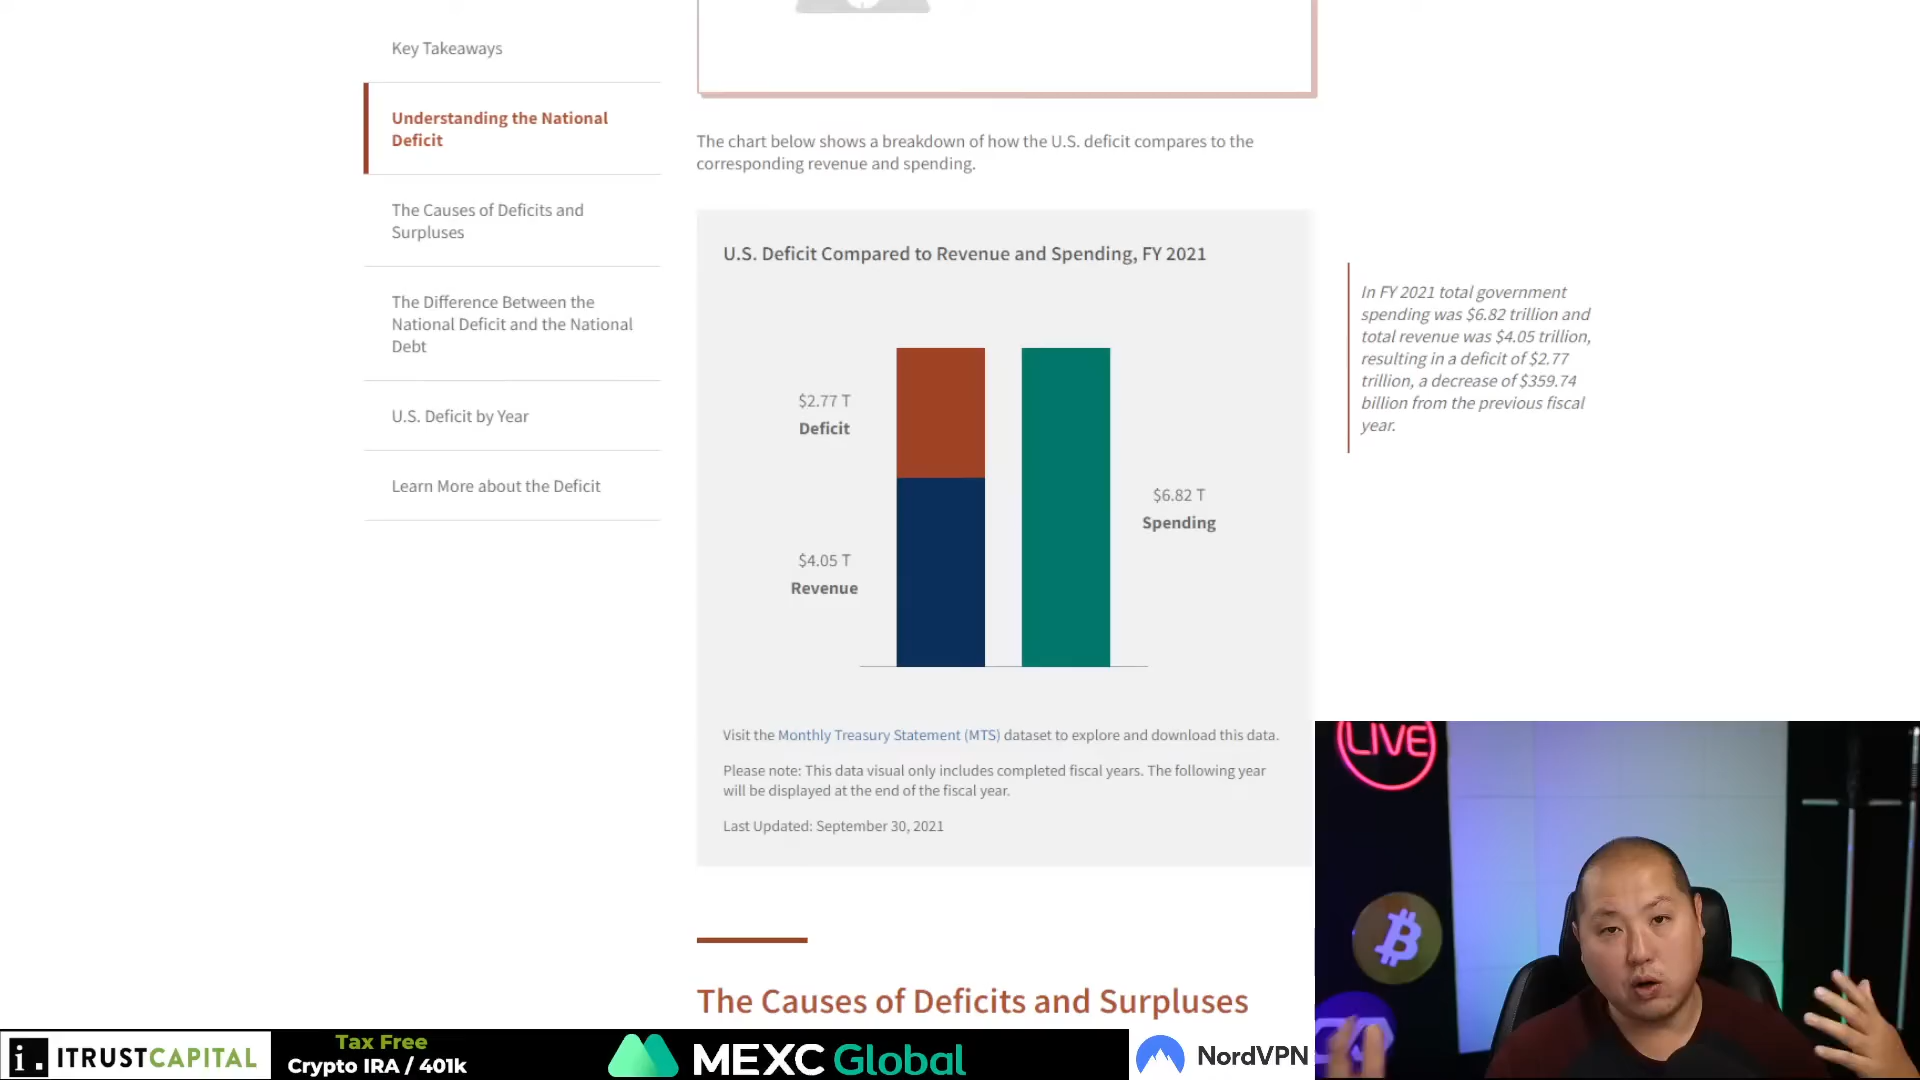 Key Takeaways
Understanding the National
Deficit
The Causes of Deficits and
Surpluses
The Difference Between the
National Deficit and the National
Debt
U.S. Deficit by Year
Learn More about the Deficit
The chart below shows a breakdown of how the U.S. deficit compares to the
corresponding revenue and spending.
U.S. Deficit Compared to Revenue and Spending, FY 2021
$2.77 T
Deficit
$4.05 T
Revenue
$6.82 T
Spending
Visit the Monthly Treasury Statement (MTS) dataset to explore and download this data.
Please note: This data visual only includes completed fiscal years. The following year
will be displayed at the end of the fiscal year.
Last Updated: September 30, 2021
In FY 2021 total government
spending was $6.82 trillion and
total revenue was $4.05 trillion,
resulting in a deficit of $2.77
trillion, a decrease of $359.74
billion from the previous fiscal
year.
The Causes of Deficits and Surpluses
LIVE
i. ITRUSTCAPITAL
Tax Free
Crypto IRA / 401k
MEXC Global
NordVPN